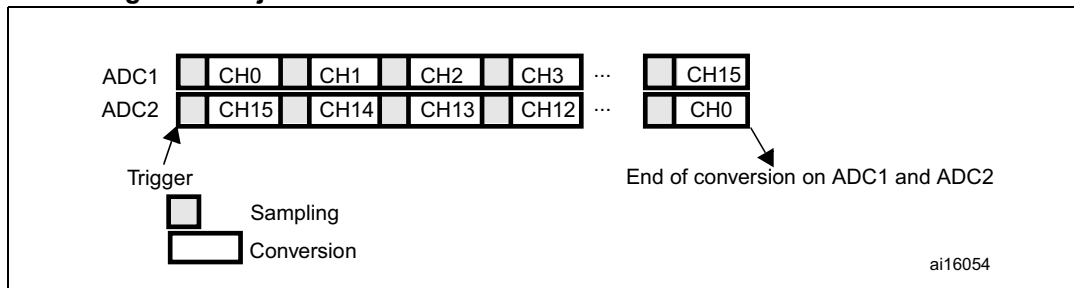 ADC1 CH0 CH1 CH2 CH3 ... CH15
ADC2 CH15 CH14 CH13 CH12 ... CH0
Trigger
End of conversion on ADC1 and ADC2
Sampling
Conversion
ai16054